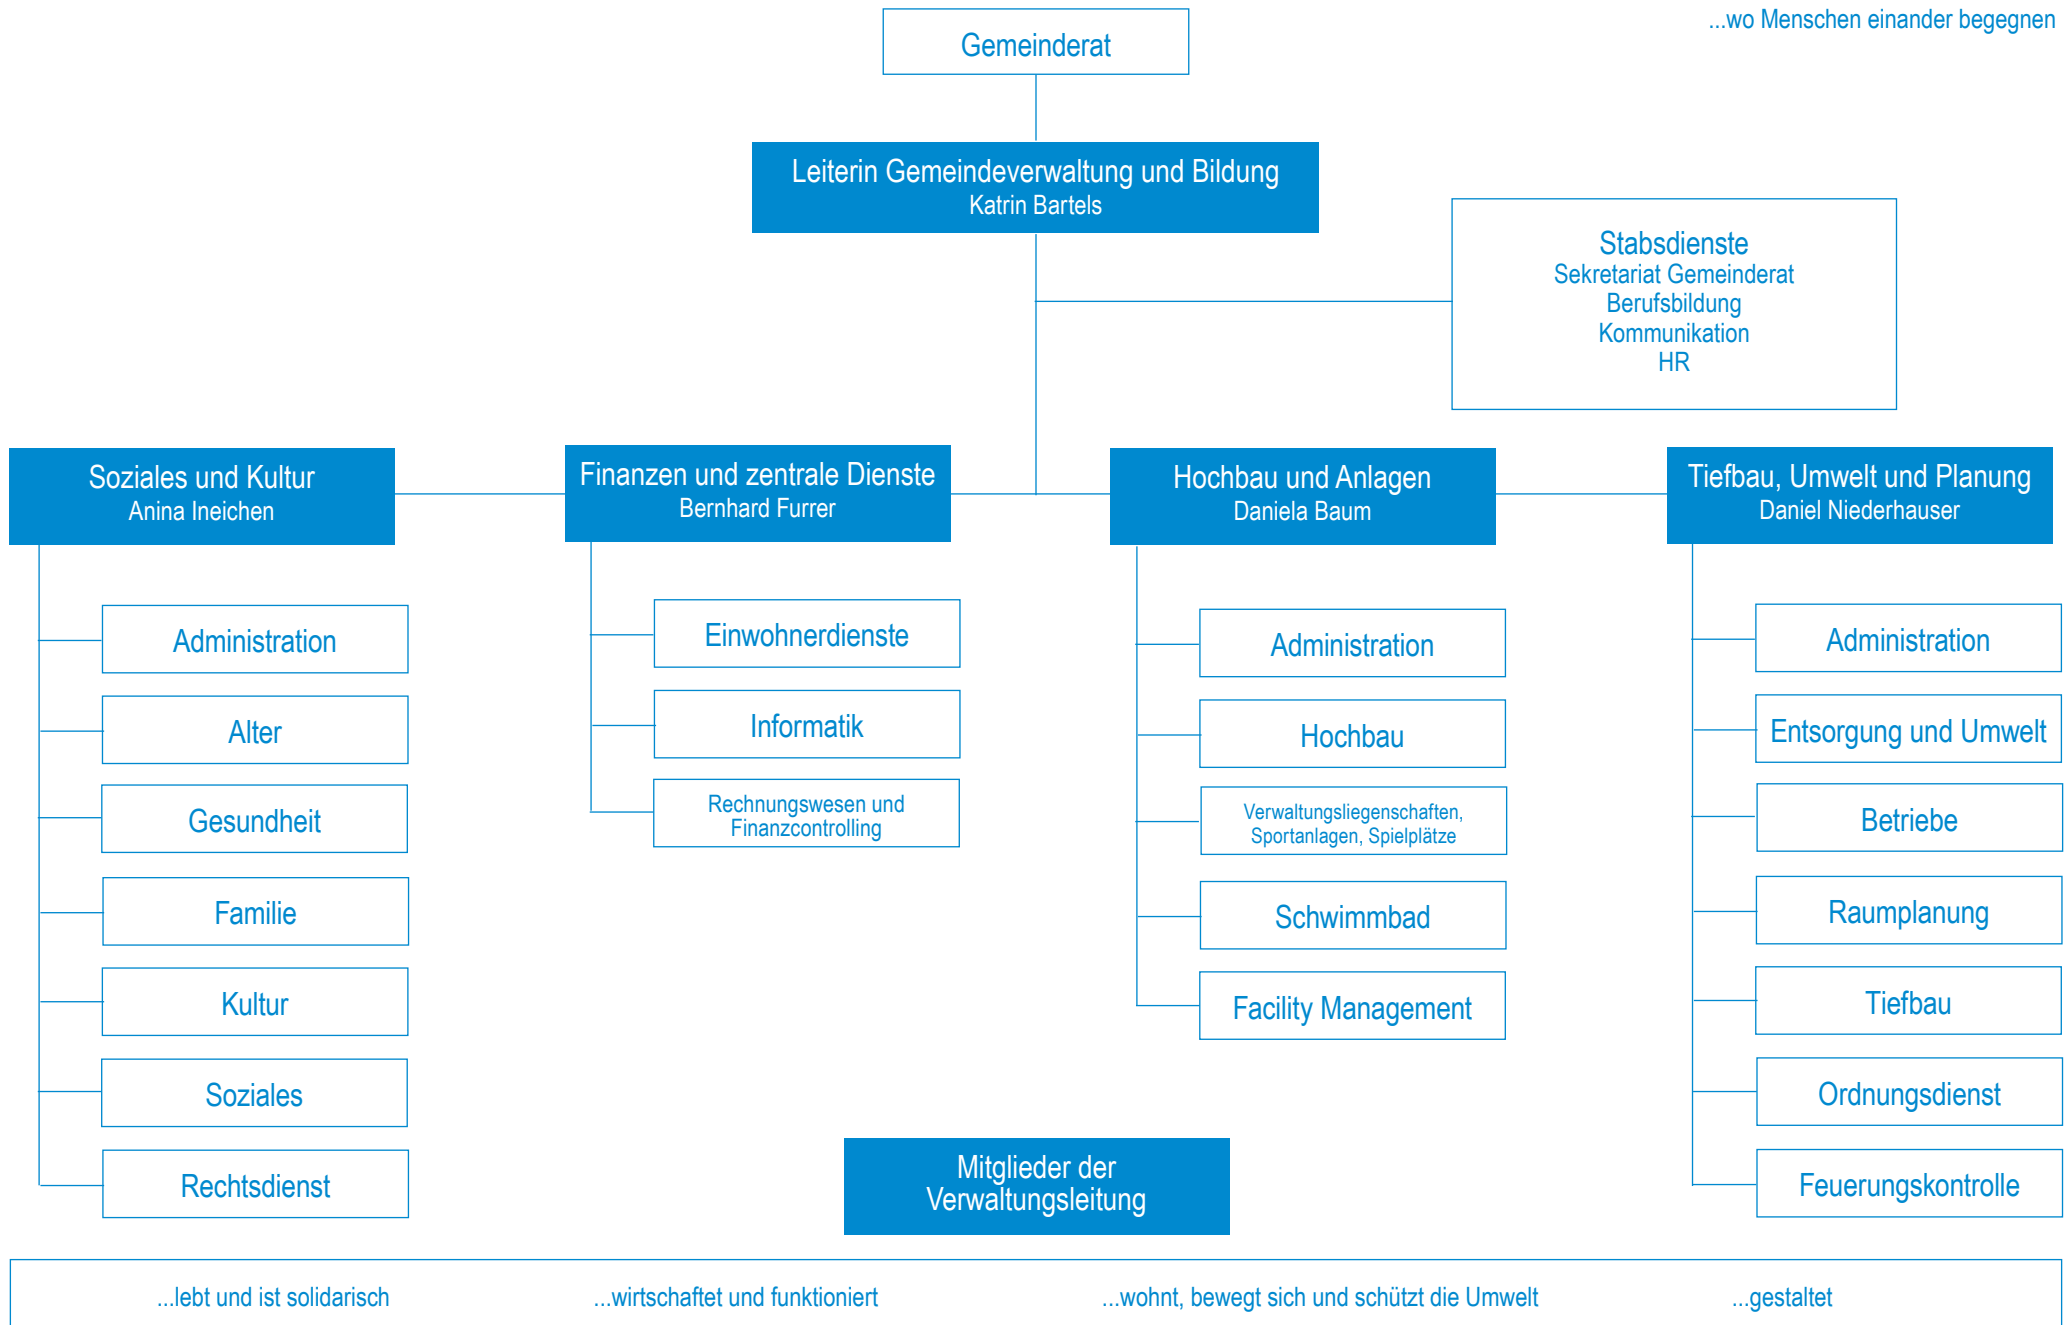 ...wo Menschen einander begegnen
Gemeinderat
Leiterin Gemeindeverwaltung und Bildung
Katrin Bartels
Stabsdienste
Sekretariat Gemeinderat
Berufsbildung
Kommunikation
HR
Soziales und Kultur
Anina Ineichen
Administration
Alter
Gesundheit
Familie
Kultur
Soziales
Rechtsdienst
Finanzen und zentrale Dienste
Bernhard Furrer
Einwohnerdienste
Informatik
Rechnungswesen und
Finanzcontrolling
Hochbau und Anlagen
Daniela Baum
Administration
Hochbau
Verwaltungsliegenschaften,
Sportanlagen, Spielplätze
Schwimmbad
Facility Management
Tiefbau, Umwelt und Planung
Daniel Niederhauser
Administration
Entsorgung und Umwelt
Betriebe
Raumplanung
Tiefbau
Ordnungsdienst
Feuerungskontrolle
Mitglieder der
Verwaltungsleitung
...lebt und ist solidarisch
...wirtschaftet und funktioniert
...wohnt, bewegt sich und schützt die Umwelt
...gestaltet